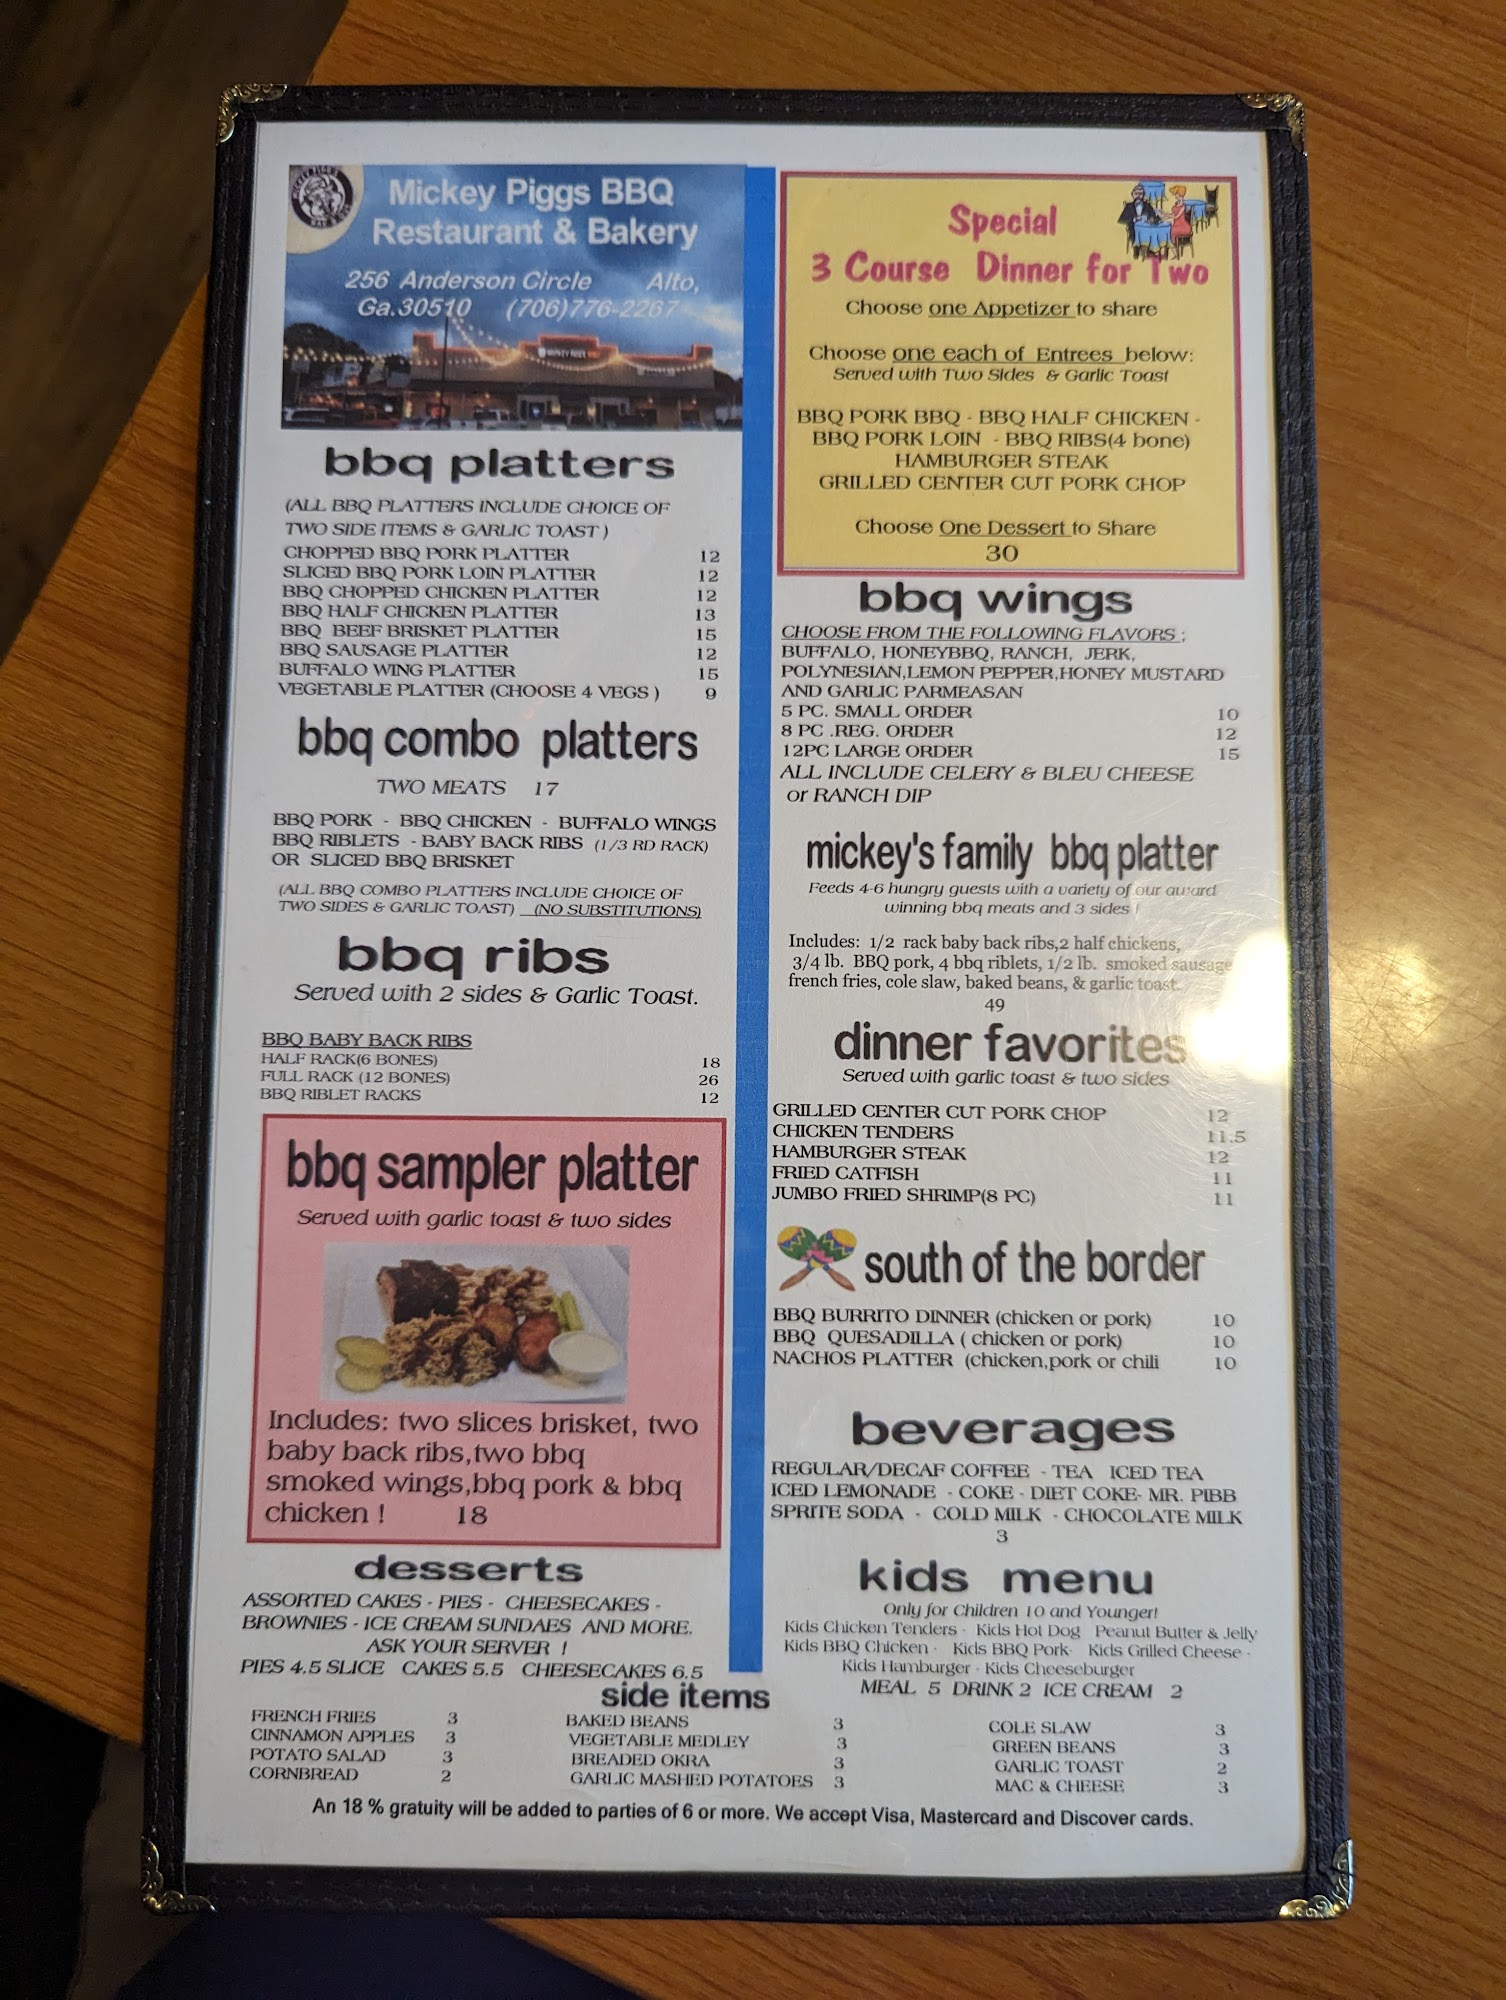 Mickey Piggs BBQ
Restaurant & Bakery
256 Anderson Circle Alto,
Ga.30510 (706)776-2267
bbq platters
(ALL BBQ PLATTERS INCLUDE CHOICE OF
TWO SIDE ITEMS & GARLIC TOAST )
CHOPPED BBQ PORK PLATTER 12
SLICED BBQ PORK LOIN PLATTER 12
BBQ CHOPPED CHICKEN PLATTER 12
BBQ HALF CHICKEN PLATTER 13
BBQ BEEF BRISKET PLATTER 15
BBQ SAUSAGE PLATTER 12
BUFFALO WING PLATTER 15
VEGETABLE PLATTER (CHOOSE 4 VEGS ) 9
bbq combo platters
TWO MEATS 17
BBQ PORK - BBQ CHICKEN - BUFFALO WINGS
BBQ RIBLETS - BABY BACK RIBS (1/3 RD RACK)
OR SLICED BBQ BRISKET
(ALL BBQ COMBO PLATTERS INCLUDE CHOICE OF
TWO SIDES & GARLIC TOAST) (NO SUBSTITUTIONS)
bbq ribs
Served with 2 sides & Garlic Toast.
BBQ BABY BACK RIBS
HALF RACK(6 BONES) 18
FULL RACK (12 BONES) 26
BBQ RIBLET RACKS 12
bbq sampler platter
Served with garlic toast & two sides
Includes: two slices brisket, two
baby back ribs,two bbq
smoked wings,bbq pork & bbq
chicken ! 18
desserts
ASSORTED CAKES - PIES - CHEESECAKES -
BROWNIES - ICE CREAM SUNDAES AND MORE.
ASK YOUR SERVER !
PIES 4.5 SLICE CAKES 5.5 CHEESECAKES 6.5
Special
3 Course Dinner for Two
Choose one Appetizer to share
Choose one each of Entrees below:
Served with Two Sides & Garlic Toast
BBQ PORK BBQ - BBQ HALF CHICKEN -
BBQ PORK LOIN - BBQ RIBS(4 bone)
HAMBURGER STEAK
GRILLED CENTER CUT PORK CHOP
Choose One Dessert to Share
30
bbq wings
CHOOSE FROM THE FOLLOWING FLAVORS ;
BUFFALO, HONEYBBQ, RANCH, JERK,
POLYNESIAN,LEMON PEPPER,HONEY MUSTARD
AND GARLIC PARMEASAN
5 PC. SMALL ORDER 10
8 PC .REG. ORDER 12
12PC LARGE ORDER 15
ALL INCLUDE CELERY & BLEU CHEESE
or RANCH DIP
mickey's family bbq platter
Feeds 4-6 hungry guests with a variety of our award
winning bbq meats and 3 sides !
Includes: 1/2 rack baby back ribs,2 half chickens,
3/4 lb. BBQ pork, 4 bbq riblets, 1/2 lb. smoked sausage
french fries, cole slaw, baked beans, & garlic toast.
49
dinner favorites
Served with garlic toast & two sides
GRILLED CENTER CUT PORK CHOP 12
CHICKEN TENDERS 11.5
HAMBURGER STEAK 12
FRIED CATFISH 11
JUMBO FRIED SHRIMP(8 PC) 11
south of the border
BBQ BURRITO DINNER (chicken or pork) 10
BBQ QUESADILLA ( chicken or pork) 10
NACHOS PLATTER (chicken,pork or chili 10
beverages
REGULAR/DECAF COFFEE - TEA ICED TEA
ICED LEMONADE - COKE - DIET COKE- MR. PIBB
SPRITE SODA - COLD MILK - CHOCOLATE MILK
3
kids menu
Only for Children 10 and Younger!
Kids Chicken Tenders · Kids Hot Dog Peanut Butter & Jelly
Kids BBQ Chicken · Kids BBQ Pork· Kids Grilled Cheese ·
Kids Hamburger · Kids Cheeseburger
MEAL 5 DRINK 2 ICE CREAM 2
side items
FRENCH FRIES 3 BAKED BEANS 3 COLE SLAW 3
CINNAMON APPLES 3 VEGETABLE MEDLEY 3 GREEN BEANS 3
POTATO SALAD 3 BREADED OKRA 3 GARLIC TOAST 2
CORNBREAD 2 GARLIC MASHED POTATOES 3 MAC & CHEESE 3
An 18 % gratuity will be added to parties of 6 or more. We accept Visa, Mastercard and Discover cards.